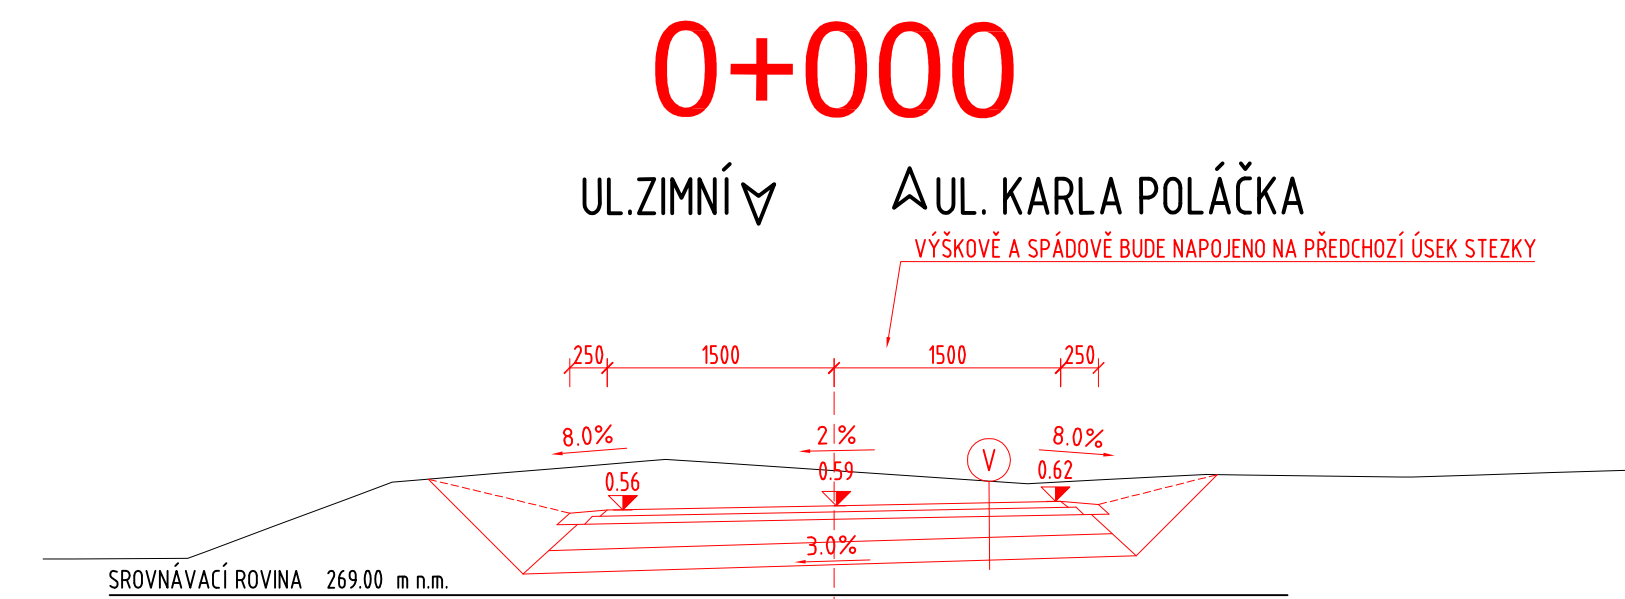 0+000
UL.ZIMNÍ UL. KARLA POLÁČKA
VÝŠKOVĚ A SPÁDOVĚ BUDE NAPOJENO NA PŘEDCHOZÍ ÚSEK STEZKY
250 1500 1500 250
8.0% 2% 8.0%
0.56 0.59 V 0.62
3.0%
SROVNÁVACÍ ROVINA 269.00 m n.m.